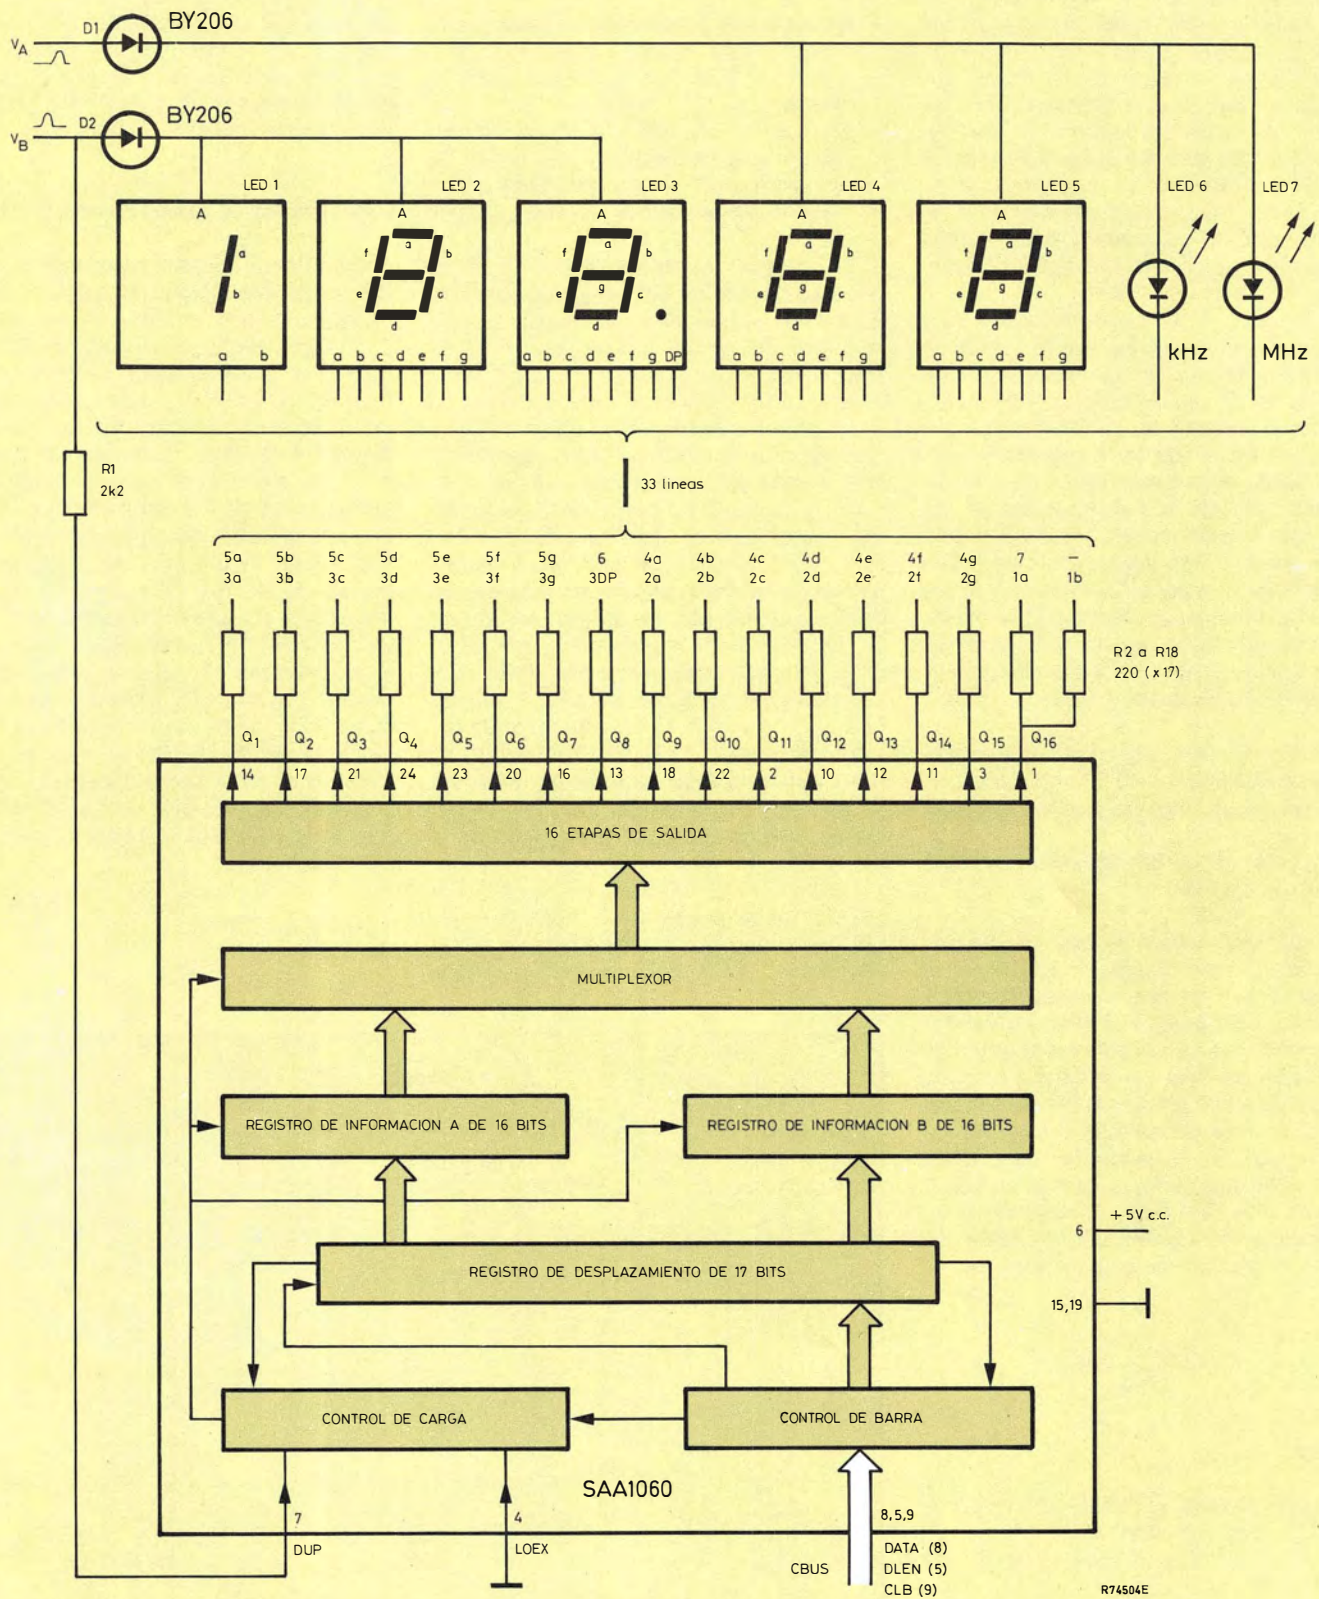 D1 BY206
VA
D2 BY206
VB
LED 1 LED 2 LED 3 LED 4 LED 5 LED 6 LED 7
A A A A A
a b
a b c d e f g
a b c d e f g
a b c d e f g
a b c d e f g
a b
a b c d e f g
a b c d e f g DP
a b c d e f g
a b c d e f g
kHz MHz
R1
2k2
33 lineas
5a 5b 5c 5d 5e 5f 5g 6 4a 4b 4c 4d 4e 4f 4g 7 –
3a 3b 3c 3d 3e 3f 3g 3DP 2a 2b 2c 2d 2e 2f 2g 1a 1b
R2 a R18
220 (x17)
Q1 Q2 Q3 Q4 Q5 Q6 Q7 Q8 Q9 Q10 Q11 Q12 Q13 Q14 Q15 Q16
14 17 21 24 23 20 16 13 18 22 2 10 12 11 3 1
16 ETAPAS DE SALIDA
MULTIPLEXOR
REGISTRO DE INFORMACION A DE 16 BITS
REGISTRO DE INFORMACION B DE 16 BITS
6 +5V c.c.
REGISTRO DE DESPLAZAMIENTO DE 17 BITS
15,19
CONTROL DE CARGA
CONTROL DE BARRA
SAA1060
7 4 8,5,9
DUP LOEX
CBUS
DATA (8)
DLEN (5)
CLB (9)
R74504E